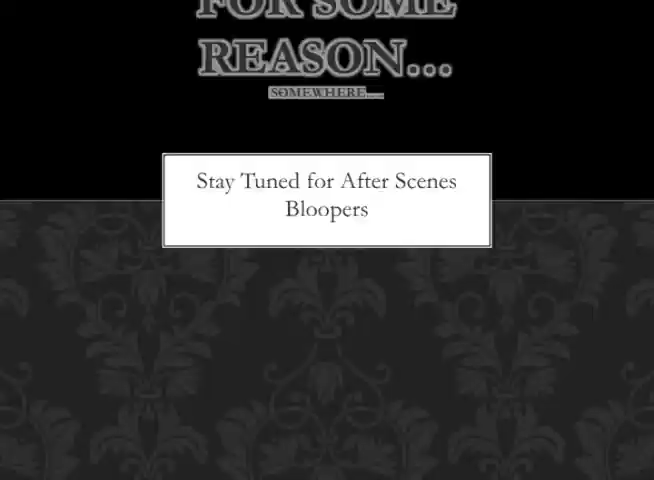 FOR SOME
REASON...
SOMEWHERE......
Stay Tuned for After Scenes
Bloopers